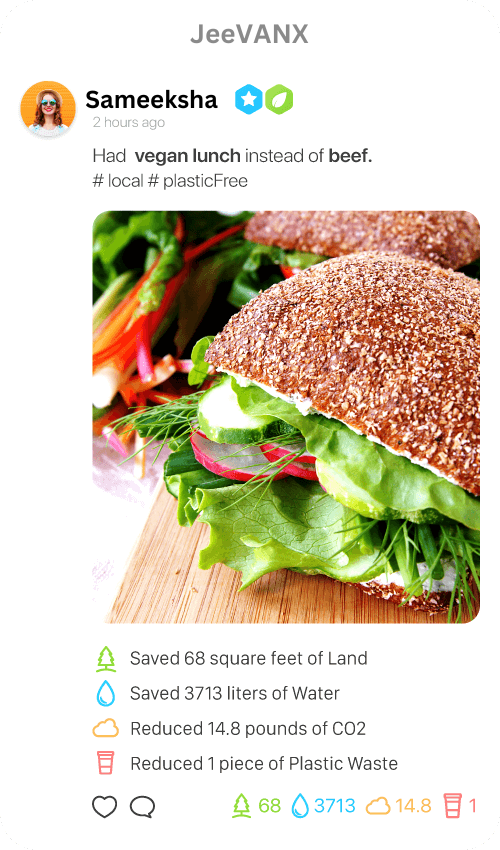 JeeVANX
Sameeksha
2 hours ago
Had vegan lunch instead of beef.
# local # plasticFree
Saved 68 square feet of Land
Saved 3713 liters of Water
Reduced 14.8 pounds of CO2
Reduced 1 piece of Plastic Waste
68 3713 14.8 1